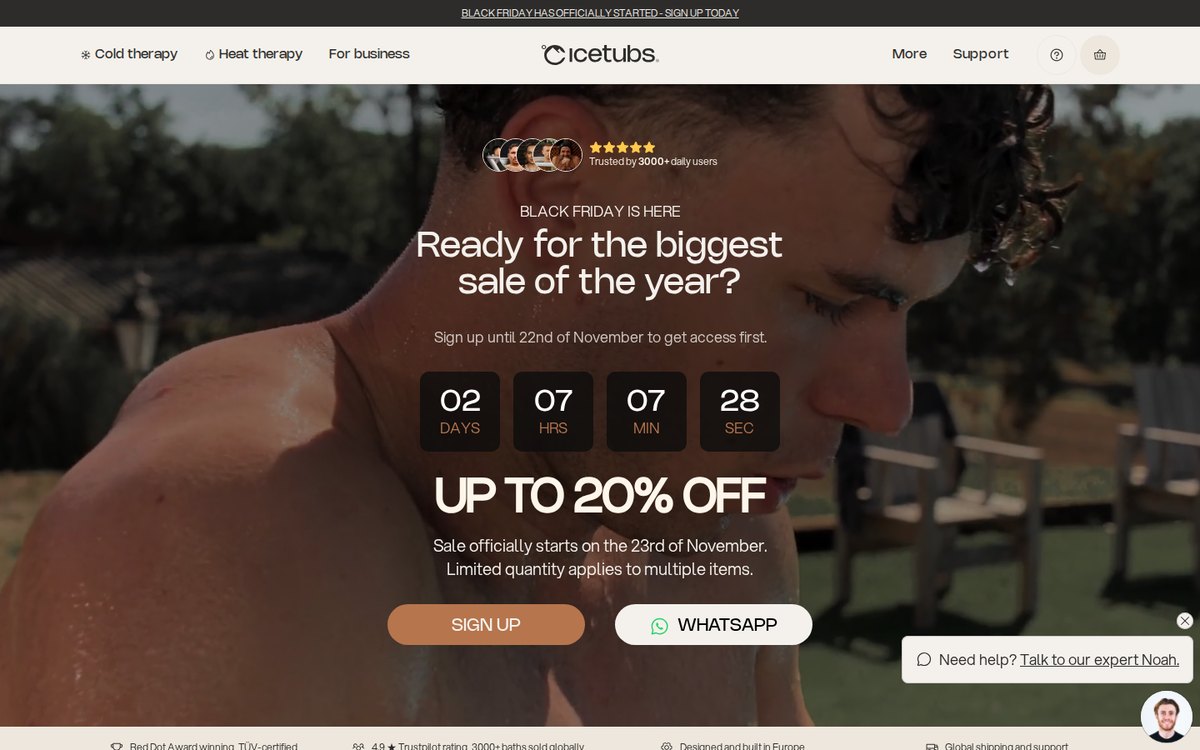 BLACK FRIDAY HAS OFFICIALLY STARTED - SIGN UP TODAY
Cold therapy
Heat therapy
For business
icetubs
More
Support
Trusted by 3000+ daily users
BLACK FRIDAY IS HERE
Ready for the biggest
sale of the year?
Sign up until 22nd of November to get access first.
02
DAYS
07
HRS
07
MIN
28
SEC
UP TO 20% OFF
Sale officially starts on the 23rd of November.
Limited quantity applies to multiple items.
SIGN UP
WHATSAPP
Need help? Talk to our expert Noah.
Red Dot Award winning, TÜV-certified
4.9 ★ Trustpilot rating, 3000+ baths sold globally
Designed and built in Europe
Global shipping and support